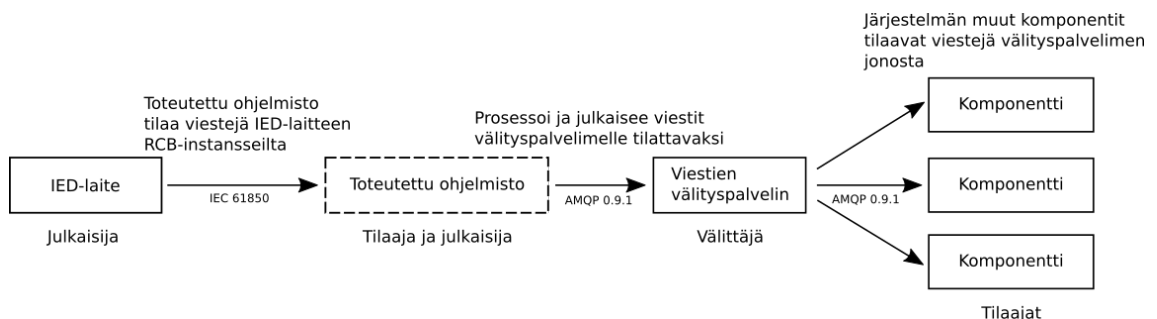 Järjestelmän muut komponentit
tilaavat viestejä välityspalvelimen
jonosta
Toteutettu ohjelmisto
tilaa viestejä IED-laitteen
RCB-instansseilta
Prosessoi ja julkaisee viestit
välityspalvelimelle tilattavaksi
IED-laite
IEC 61850
Toteutettu ohjelmisto
AMQP 0.9.1
Viestien
välityspalvelin
AMQP 0.9.1
Komponentti
Komponentti
Komponentti
Julkaisija
Tilaaja ja julkaisija
Välittäjä
Tilaajat